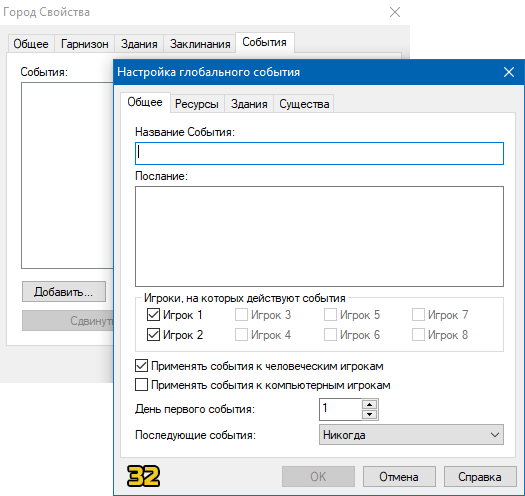 Город Свойства
Общее Гарнизон Здания Заклинания События
События:
Добавить...
Сдвинуть
Настройка глобального события
Общее Ресурсы Здания Существа
Название События:
Послание:
Игроки, на которых действуют события
Игрок 1 Игрок 3 Игрок 5 Игрок 7
Игрок 2 Игрок 4 Игрок 6 Игрок 8
Применять события к человеческим игрокам
Применять события к компьютерным игрокам
День первого события: 1
Последующие события: Никогда
32 OK Отмена Справка